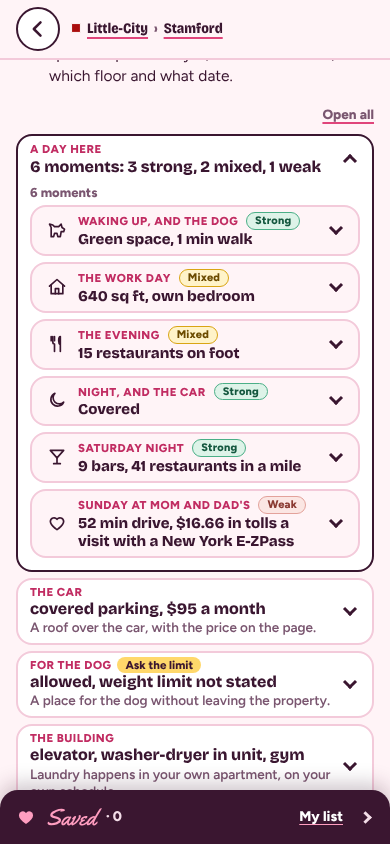 Little-City › Stamford
which floor and what date.
Open all
A DAY HERE
6 moments: 3 strong, 2 mixed, 1 weak
6 moments
WAKING UP, AND THE DOG Strong
Green space, 1 min walk
THE WORK DAY Mixed
640 sq ft, own bedroom
THE EVENING Mixed
15 restaurants on foot
NIGHT, AND THE CAR Strong
Covered
SATURDAY NIGHT Strong
9 bars, 41 restaurants in a mile
SUNDAY AT MOM AND DAD'S Weak
52 min drive, $16.66 in tolls a
visit with a New York E-ZPass
THE CAR
covered parking, $95 a month
A roof over the car, with the price on the page.
FOR THE DOG Ask the limit
allowed, weight limit not stated
A place for the dog without leaving the property.
THE BUILDING
elevator, washer-dryer in unit, gym
Laundry happens in your own apartment, on your
Saved · 0 My list